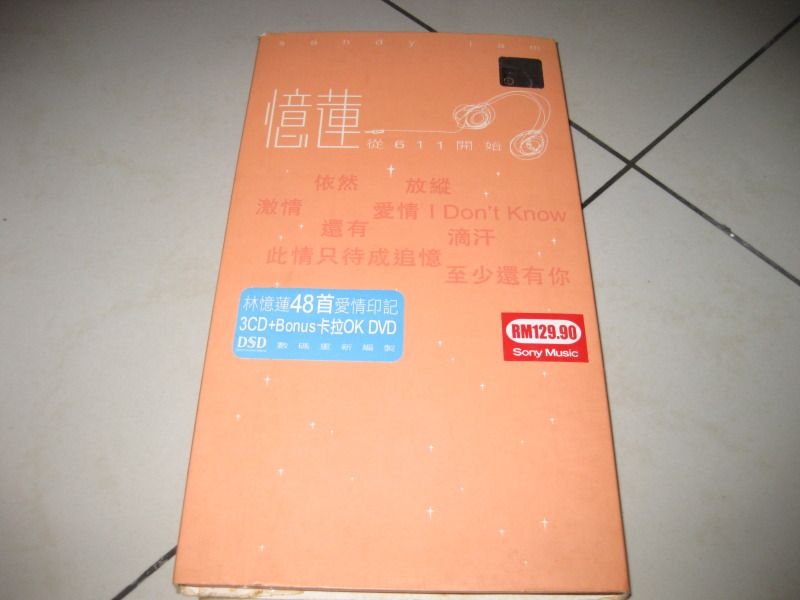 sandy lam
憶蓮
從611開始
依然 放縱
激情 愛情 I Don't Know
還有 滴汗
此情只待成追憶
至少還有你
林憶蓮48首愛情印記
3CD+Bonus卡拉OK DVD
DSD 數碼重新編製
RM129.90
Sony Music